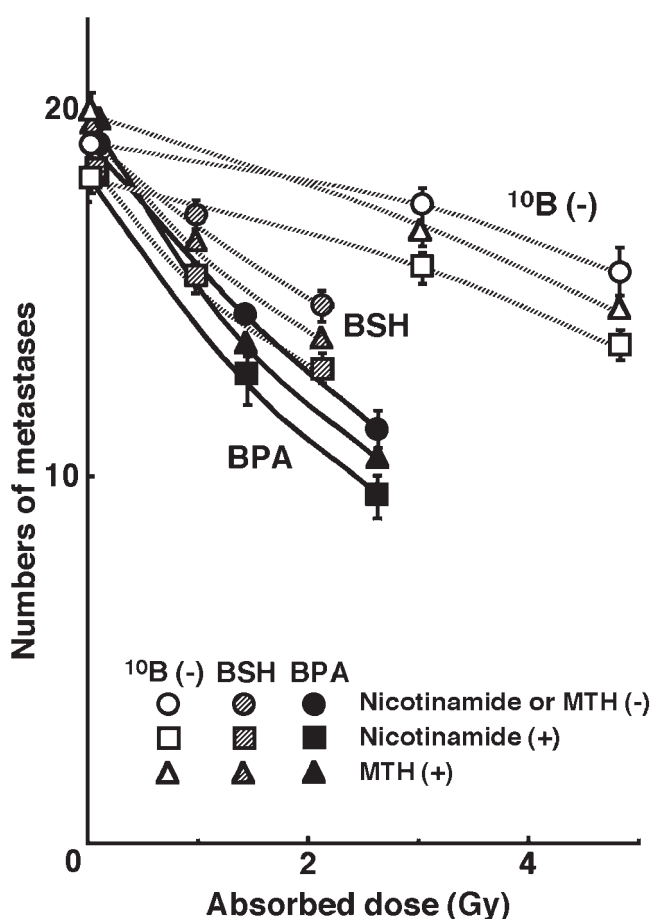 20
¹⁰B (-)
BSH
BPA
10
Numbers of metastases
¹⁰B (-) BSH BPA
Nicotinamide or MTH (-)
Nicotinamide (+)
MTH (+)
0 2 4
Absorbed dose (Gy)